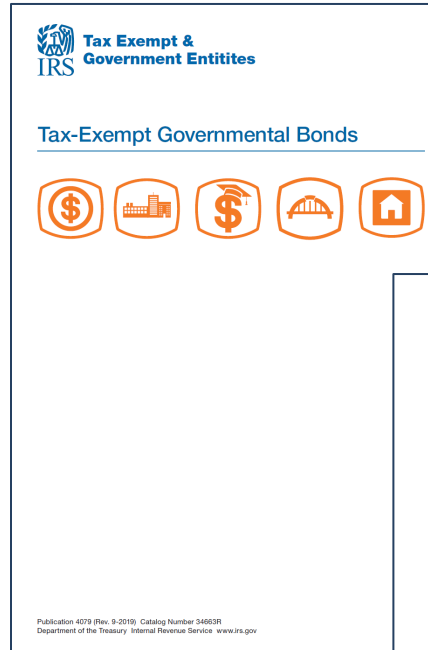 Tax Exempt &
Government Entitites
IRS
Tax-Exempt Governmental Bonds
$
$
Publication 4079 (Rev. 9-2019) Catalog Number 34663R
Department of the Treasury Internal Revenue Service www.irs.gov